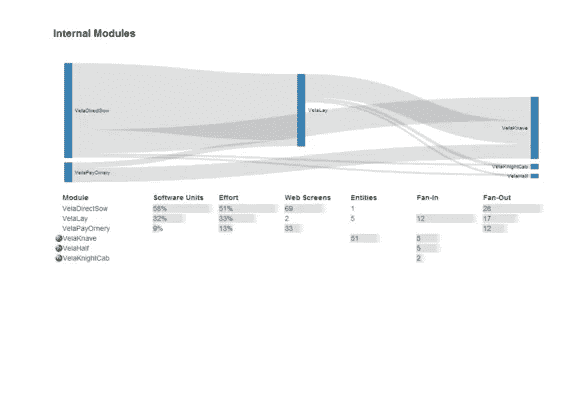 Internal Modules
VelaDirectSow
VelaLey
VelaKnave
VelaPayOmery
VelaKnightCab
VelaHalf
Module Software Units Effort Web Screens Entities Fan-In Fan-Out
VelaDirectSow 58% 51% 69 1 26
VelaLey 32% 33% 2 5 12 17
VelaPayOmery 9% 13% 33 12
VelaKnave 51 5
VelaHalf 5
VelaKnightCab 2